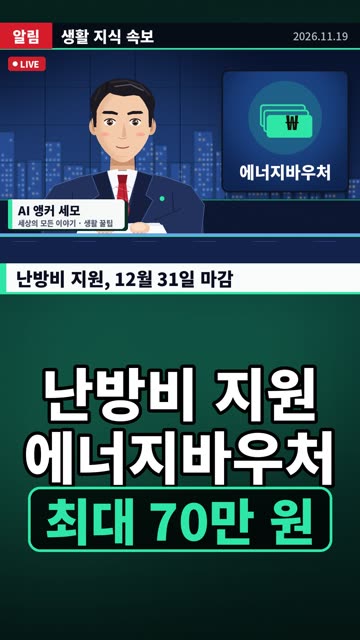 알림 생활 지식 속보 2026.11.19
LIVE
₩
에너지바우처
AI 앵커 세모
세상의 모든 이야기 · 생활 꿀팁
난방비 지원, 12월 31일 마감
난방비 지원
에너지바우처
최대 70만 원